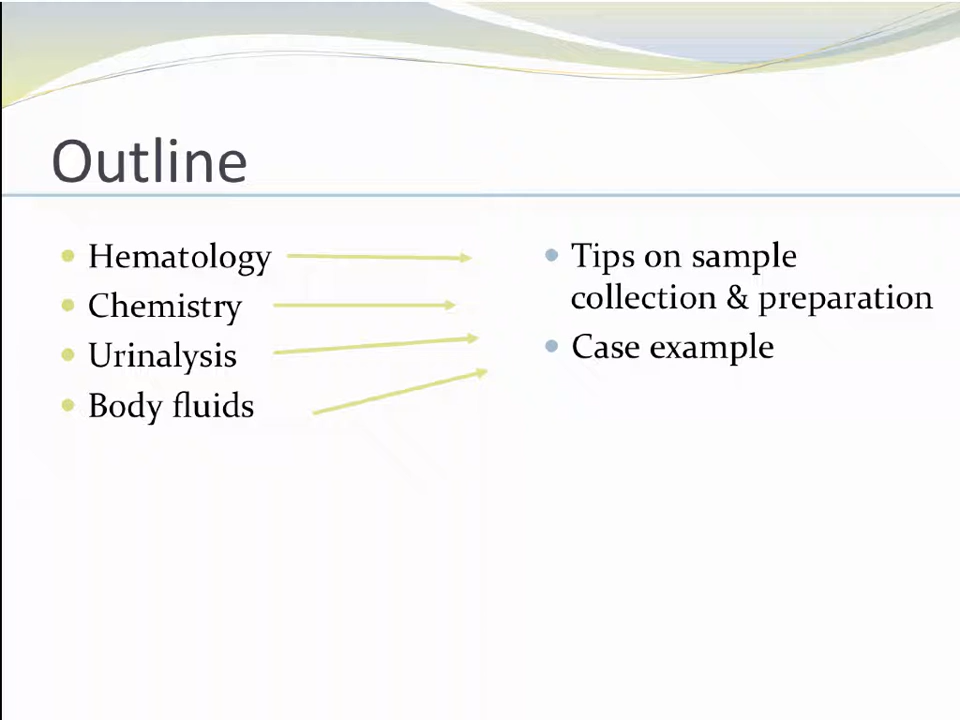 Outline
Hematology
Chemistry
Urinalysis
Body fluids
Tips on sample
collection & preparation
Case example